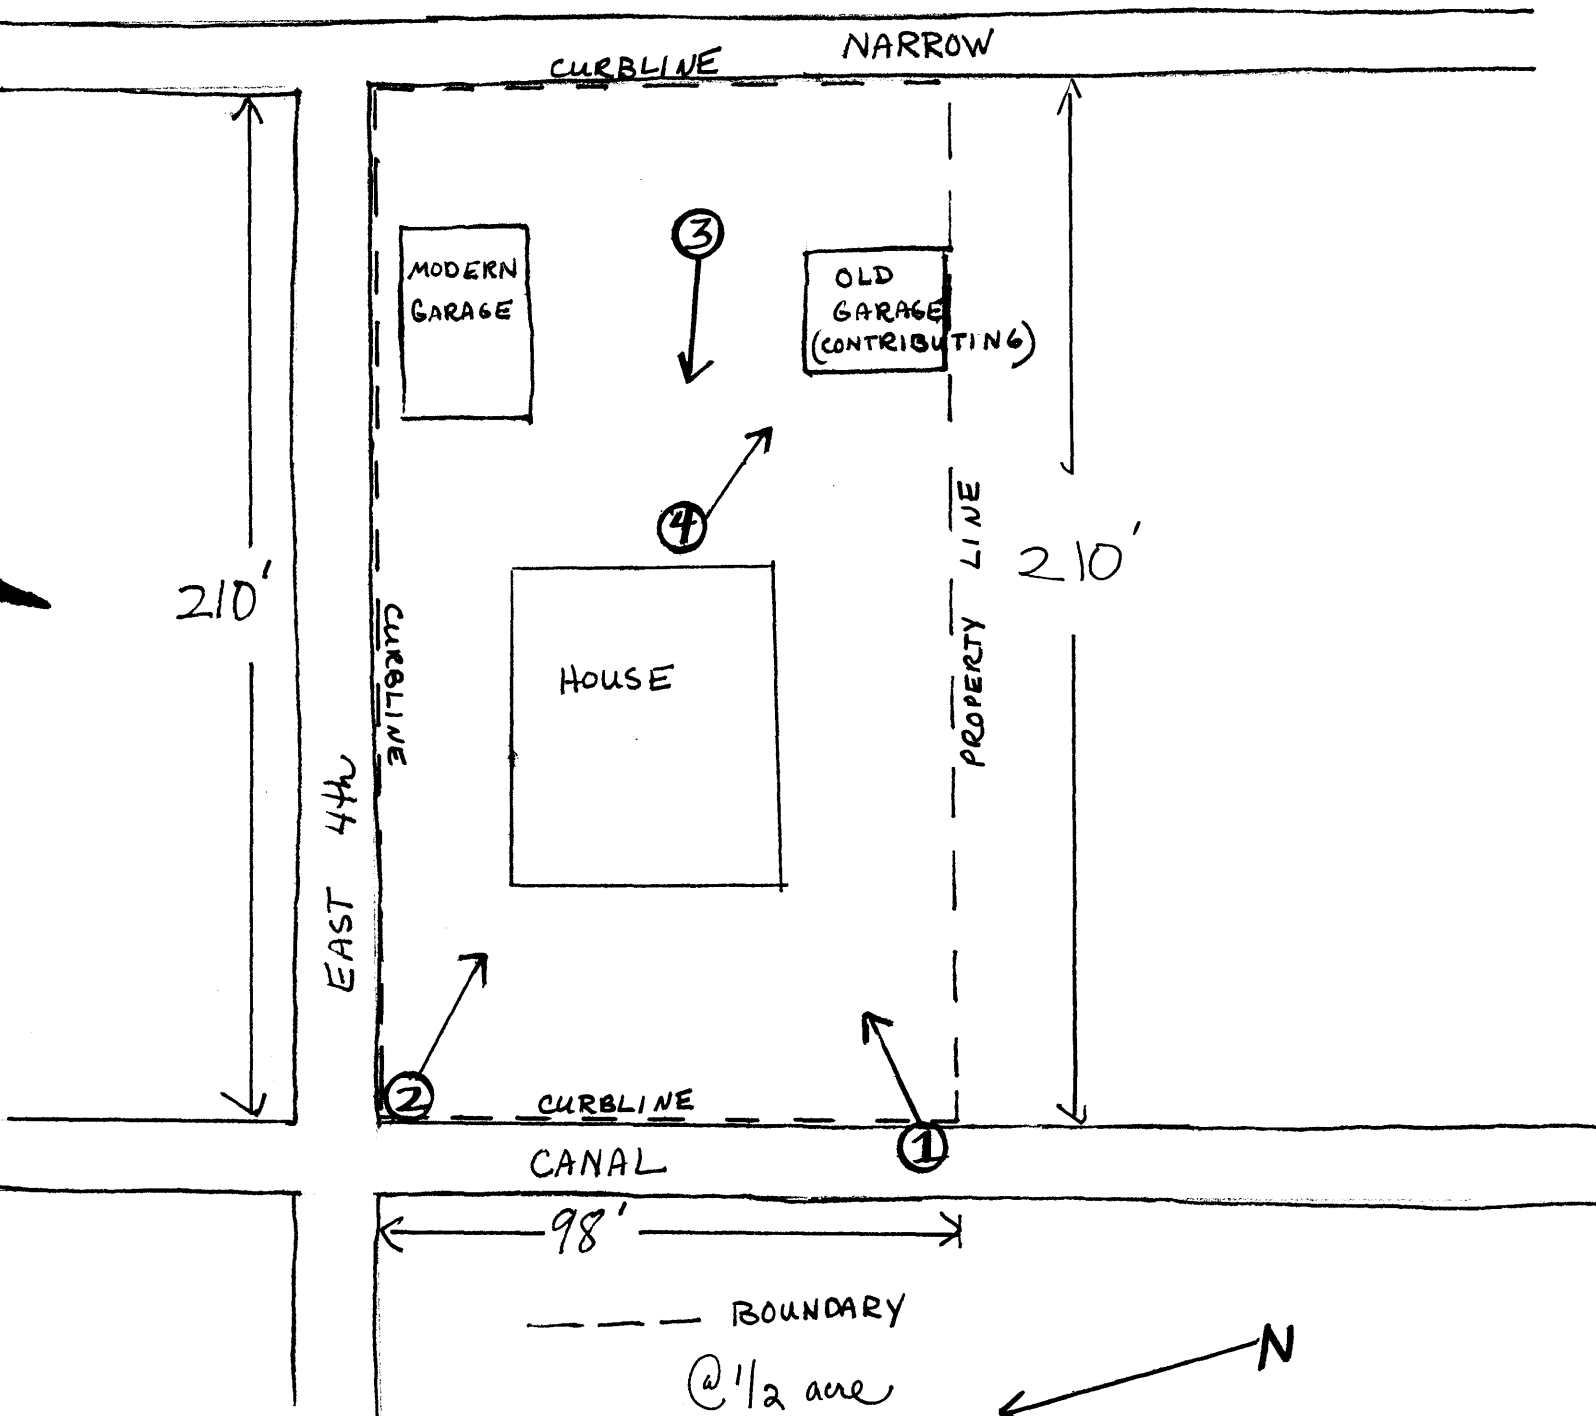 NARROW
CURBLINE
3
MODERN
GARAGE
OLD
GARAGE
(CONTRIBUTING)
4
210'
210'
PROPERTY LINE
CURBLINE
HOUSE
EAST 4th
2
CURBLINE
1
CANAL
98'
BOUNDARY
@ 1/2 acre
N